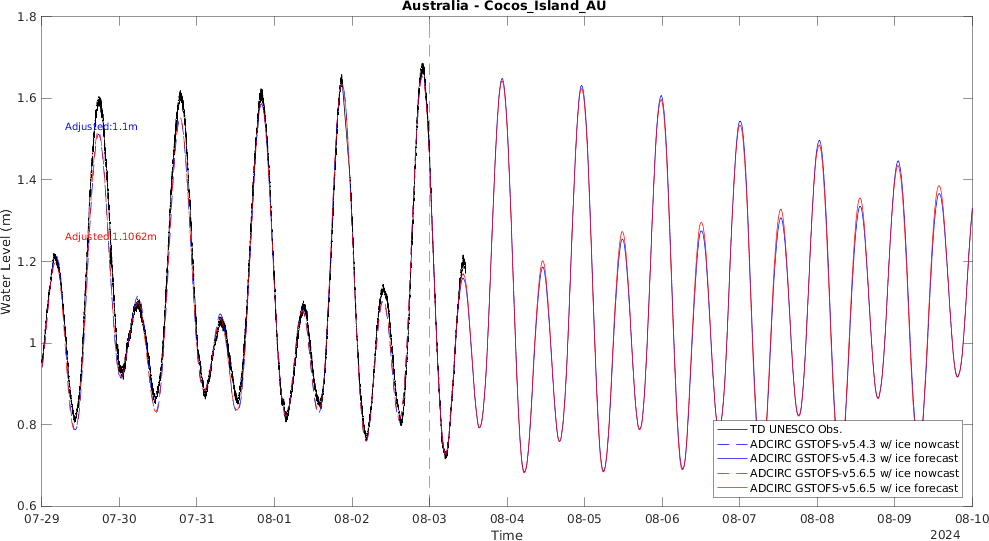 Australia - Cocos_Island_AU
1.8
1.6
1.4
1.2
1
0.8
0.6
Water Level (m)
Adjusted:1.1m
Adjusted:1.1062m
TD UNESCO Obs.
ADCIRC GSTOFS-v5.4.3 w/ ice nowcast
ADCIRC GSTOFS-v5.4.3 w/ ice forecast
ADCIRC GSTOFS-v5.6.5 w/ ice nowcast
ADCIRC GSTOFS-v5.6.5 w/ ice forecast
07-29 07-30 07-31 08-01 08-02 08-03 08-04 08-05 08-06 08-07 08-08 08-09 08-10
Time
2024